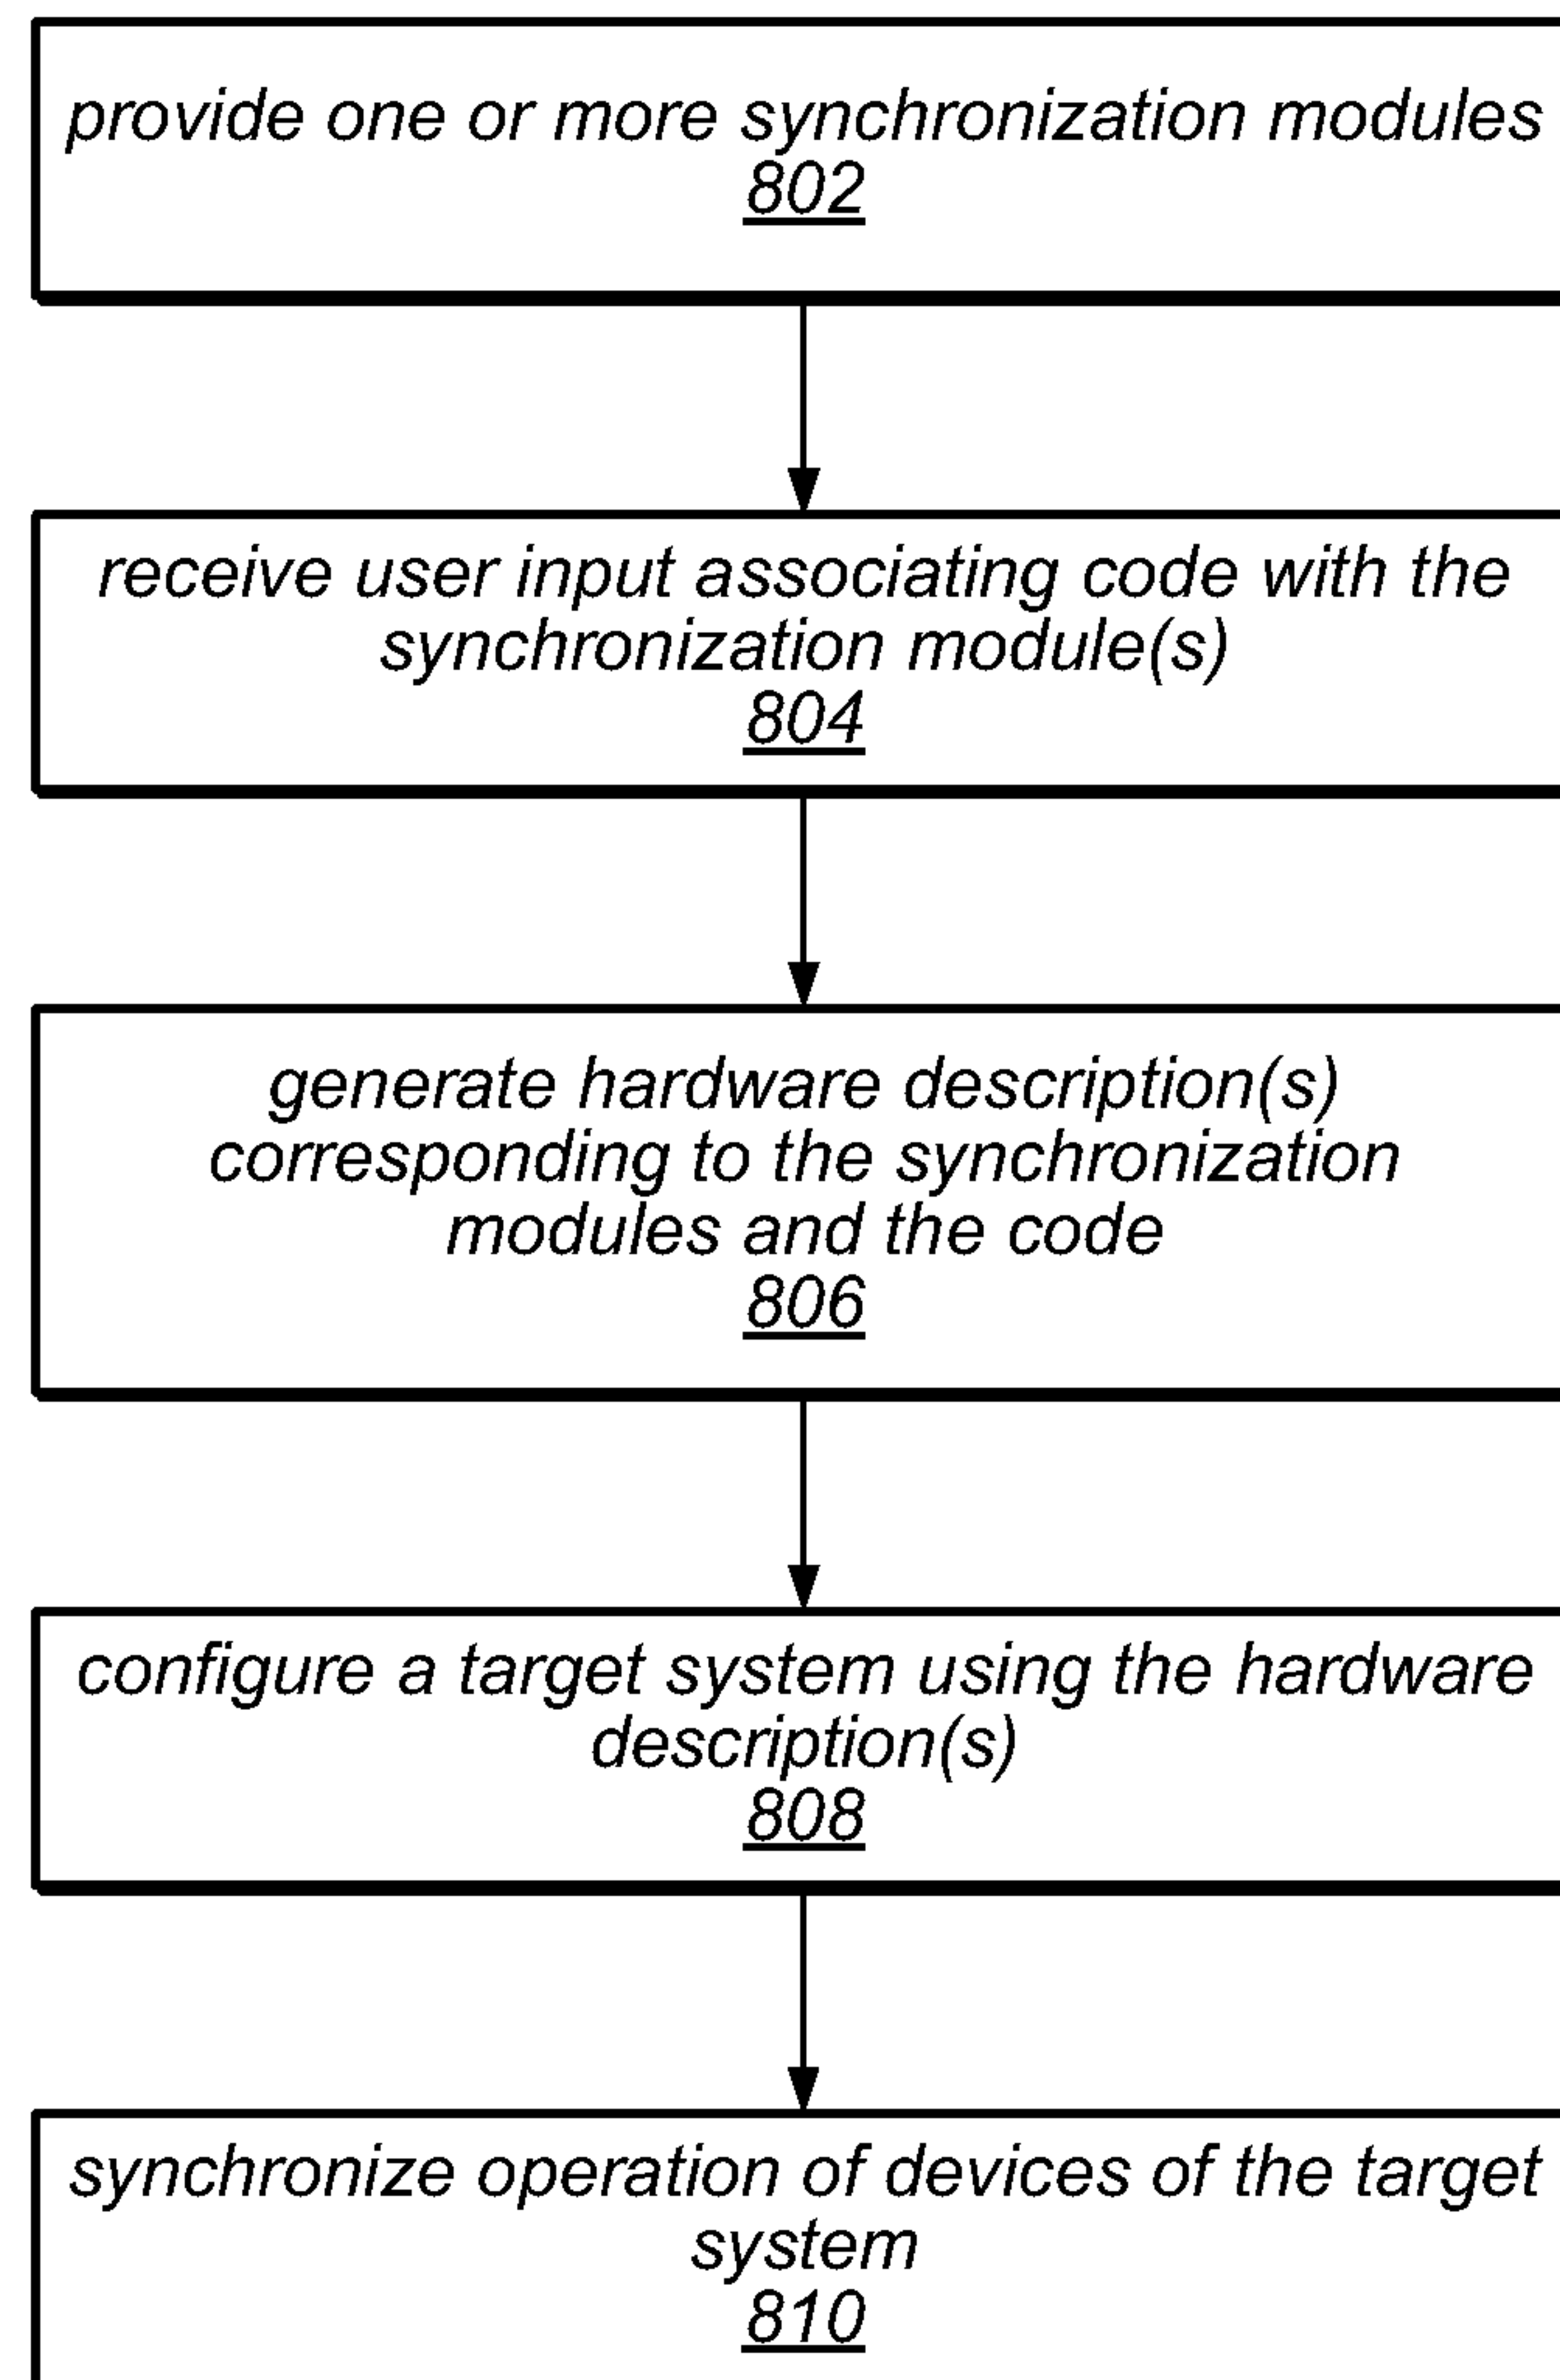 provide one or more synchronization modules
802
receive user input associating code with the
synchronization module(s)
804
generate hardware description(s)
corresponding to the synchronization
modules and the code
806
configure a target system using the hardware
description(s)
808
synchronize operation of devices of the target
system
810